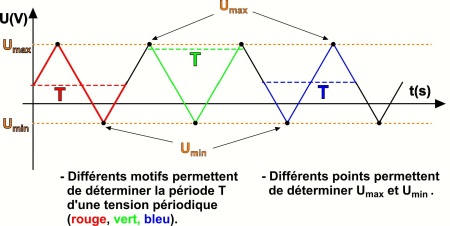 Umax
U(V)
Umax
T
T
T
t(s)
Umin
Umin
- Différents motifs permettent
de déterminer la période T
d'une tension périodique
(rouge, vert, bleu).
- Différents points permettent
de déterminer Umax et Umin .